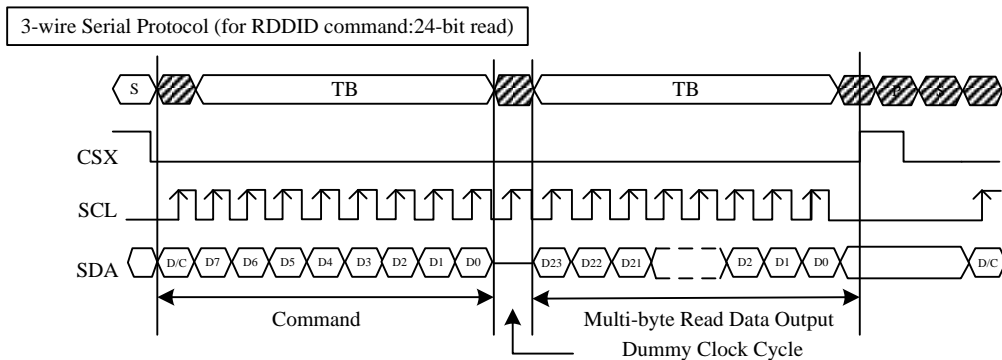 3-wire Serial Protocol (for RDDID command:24-bit read)
S TB TB P S
CSX
SCL
SDA D/C D7 D6 D5 D4 D3 D2 D1 D0 D23 D22 D21 D2 D1 D0 D/C
Command Multi-byte Read Data Output
Dummy Clock Cycle